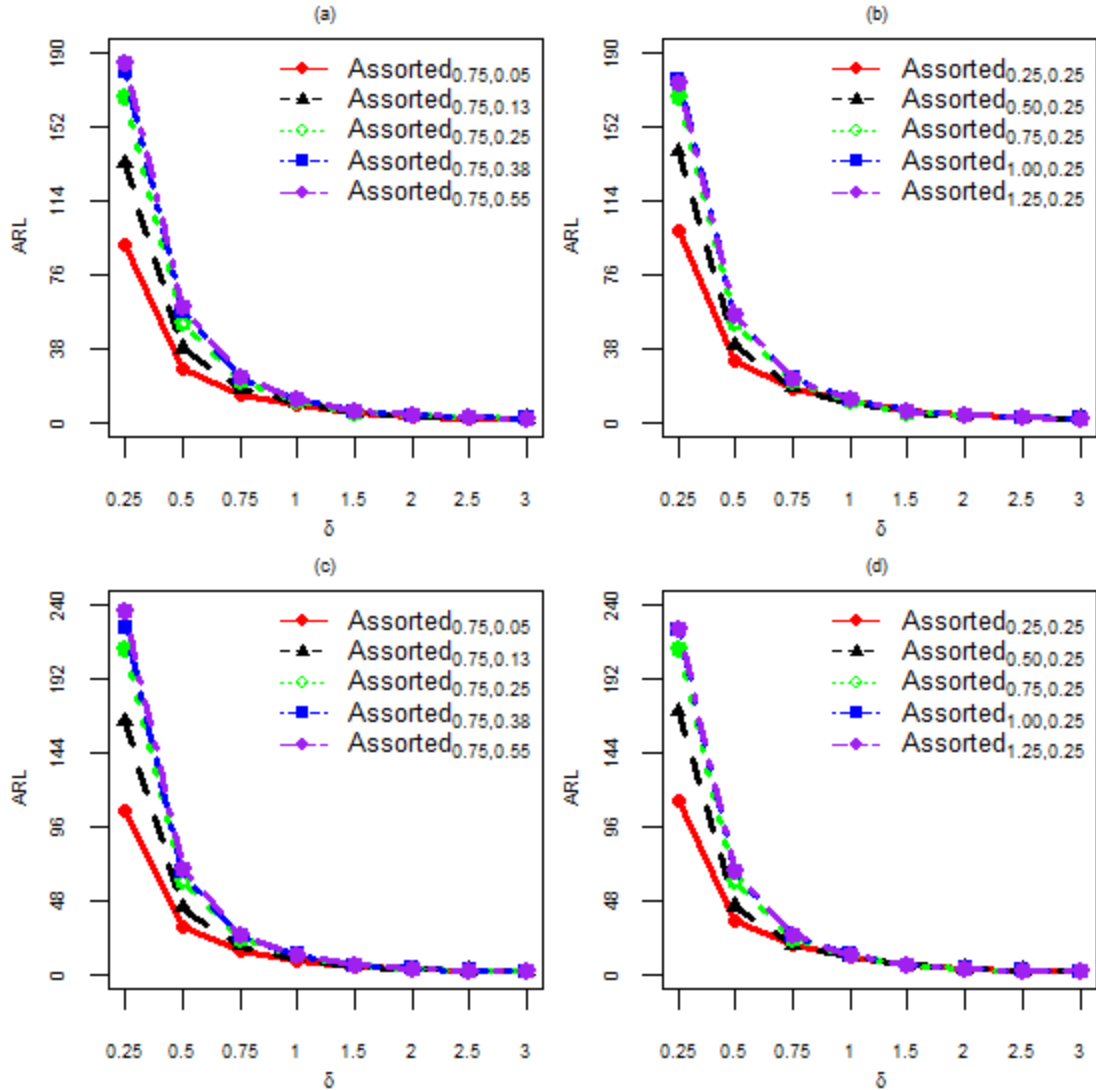 (a)
ARL
190
152
114
76
38
0
Assorted0.75,0.05
Assorted0.75,0.13
Assorted0.75,0.25
Assorted0.75,0.38
Assorted0.75,0.55
0.25 0.5 0.75 1 1.5 2 2.5 3
δ
(b)
ARL
190
152
114
76
38
0
Assorted0.25,0.25
Assorted0.50,0.25
Assorted0.75,0.25
Assorted1.00,0.25
Assorted1.25,0.25
0.25 0.5 0.75 1 1.5 2 2.5 3
δ
(c)
ARL
240
192
144
96
48
0
Assorted0.75,0.05
Assorted0.75,0.13
Assorted0.75,0.25
Assorted0.75,0.38
Assorted0.75,0.55
0.25 0.5 0.75 1 1.5 2 2.5 3
δ
(d)
ARL
240
192
144
96
48
0
Assorted0.25,0.25
Assorted0.50,0.25
Assorted0.75,0.25
Assorted1.00,0.25
Assorted1.25,0.25
0.25 0.5 0.75 1 1.5 2 2.5 3
δ